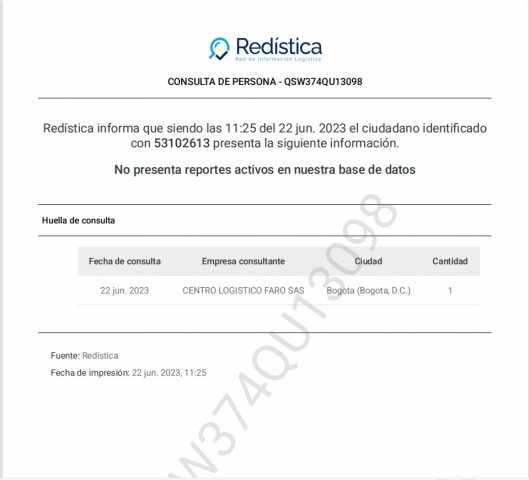 Redística
Red de Información Logística
CONSULTA DE PERSONA - QSW374QU13098
Redística informa que siendo las 11:25 del 22 jun. 2023 el ciudadano identificado
con 53102613 presenta la siguiente información.
No presenta reportes activos en nuestra base de datos
Huella de consulta
Fecha de consulta Empresa consultante Ciudad Cantidad
22 jun. 2023 CENTRO LOGISTICO FARO SAS Bogota (Bogota, D.C.) 1
Fuente: Redística
Fecha de impresión: 22 jun. 2023, 11:25
W374QU13098